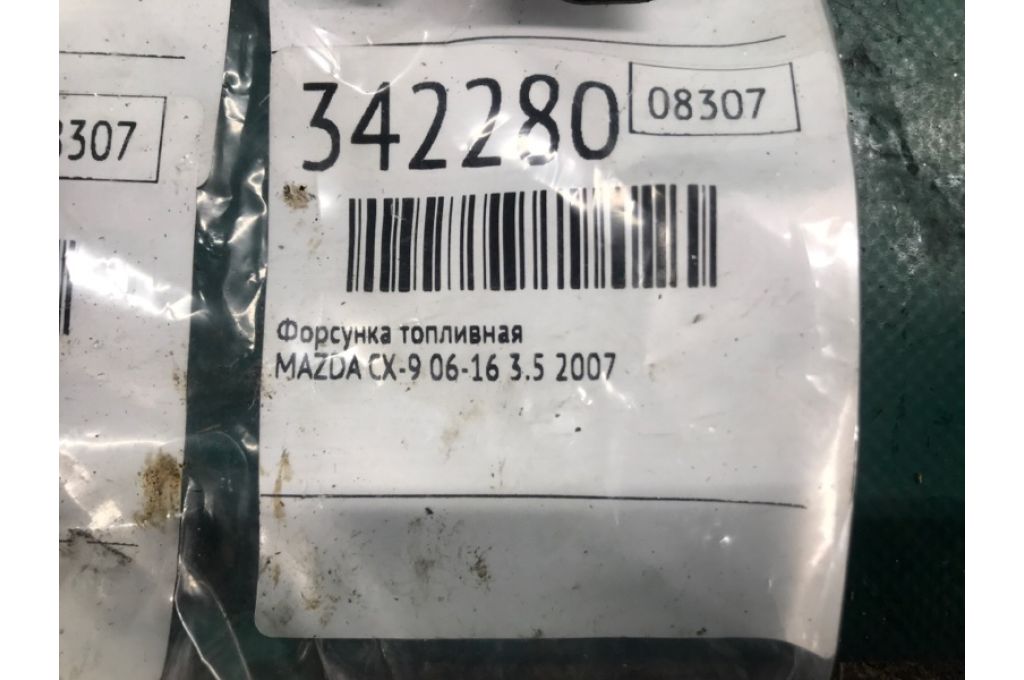 342280
08307
3307
Форсунка топливная
MAZDA CX-9 06-16 3.5 2007